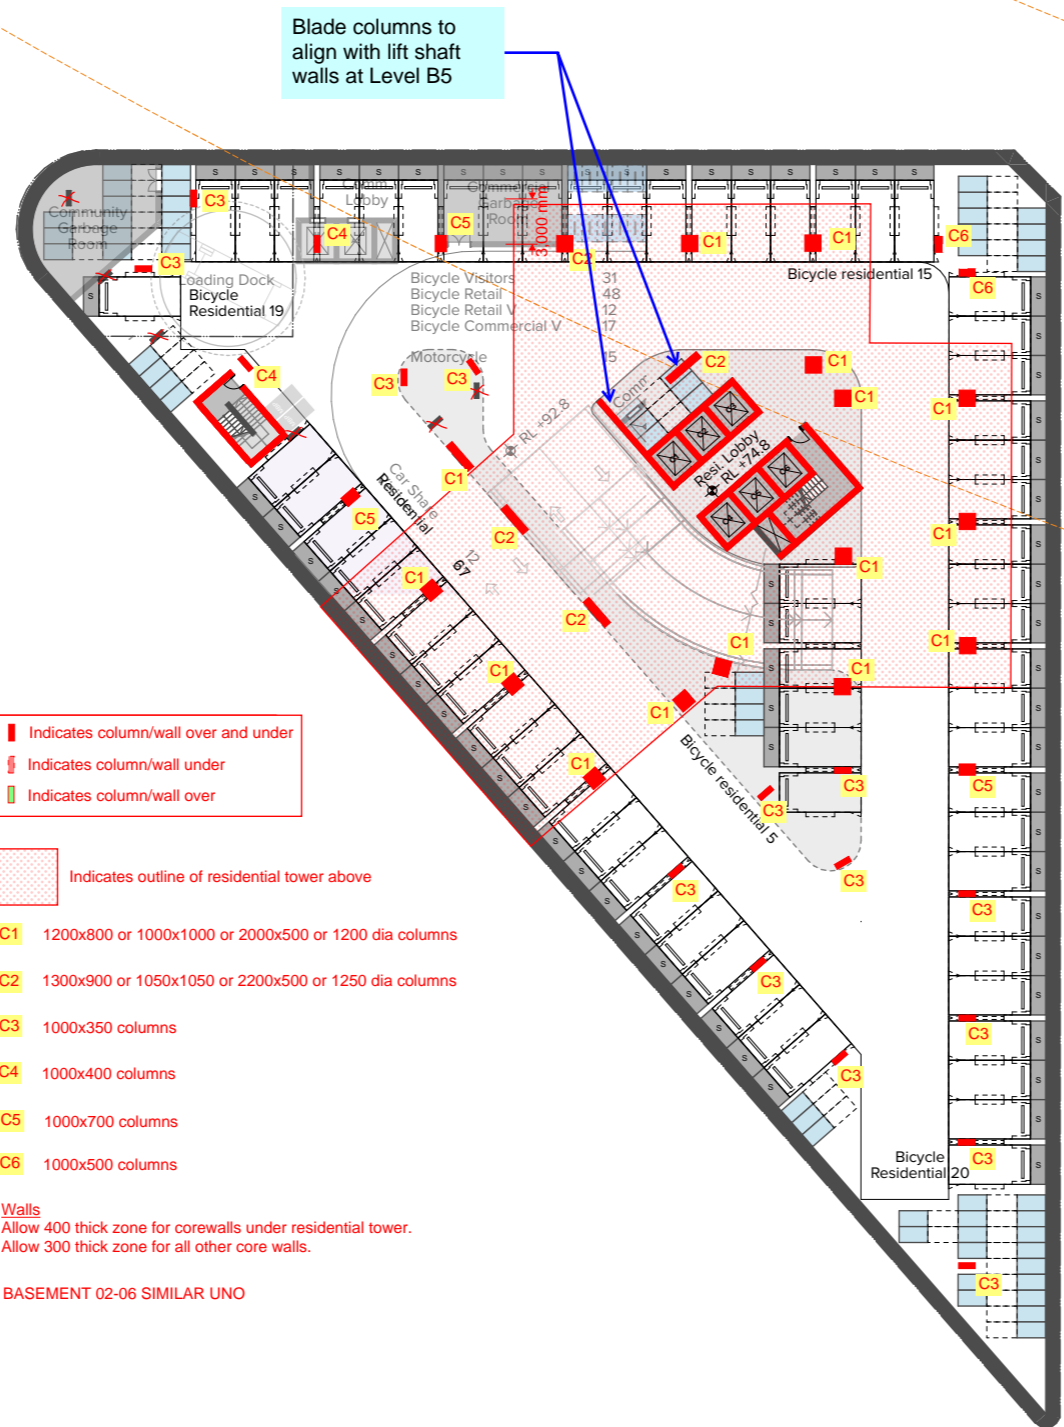 Blade columns to
align with lift shaft
walls at Level B5
S S S S S S S S S S S S S S S S S S
Community
Garbage
Room
C3
Comm.
Lobby
C4
C5
Commercial
Garbage
Room
3,000 mm
C2
C1
C1
C6
C3
Loading Dock
Bicycle
Residential 19
Bicycle residential 15
C6
Bicycle Visitors 31
Bicycle Retail 48
Bicycle Retail V 12
Bicycle Commercial V 17
Motorcycle 15
C4
C3
C3
C2
C1
C1
C1
Comm
RL +92.8
Resi. Lobby
RL +74.8
C1
Car Share
Residential
12
67
C5
C2
C1
C1
C1
C2
C1
C1
C1
C1
C1
C1
Bicycle residential 5
C3
C3
C5
C3
C3
C3
C3
C3
C3
C3
Bicycle
Residential 20
C3
Indicates column/wall over and under
Indicates column/wall under
Indicates column/wall over
Indicates outline of residential tower above
C1 1200x800 or 1000x1000 or 2000x500 or 1200 dia columns
C2 1300x900 or 1050x1050 or 2200x500 or 1250 dia columns
C3 1000x350 columns
C4 1000x400 columns
C5 1000x700 columns
C6 1000x500 columns
Walls
Allow 400 thick zone for corewalls under residential tower.
Allow 300 thick zone for all other core walls.
BASEMENT 02-06 SIMILAR UNO